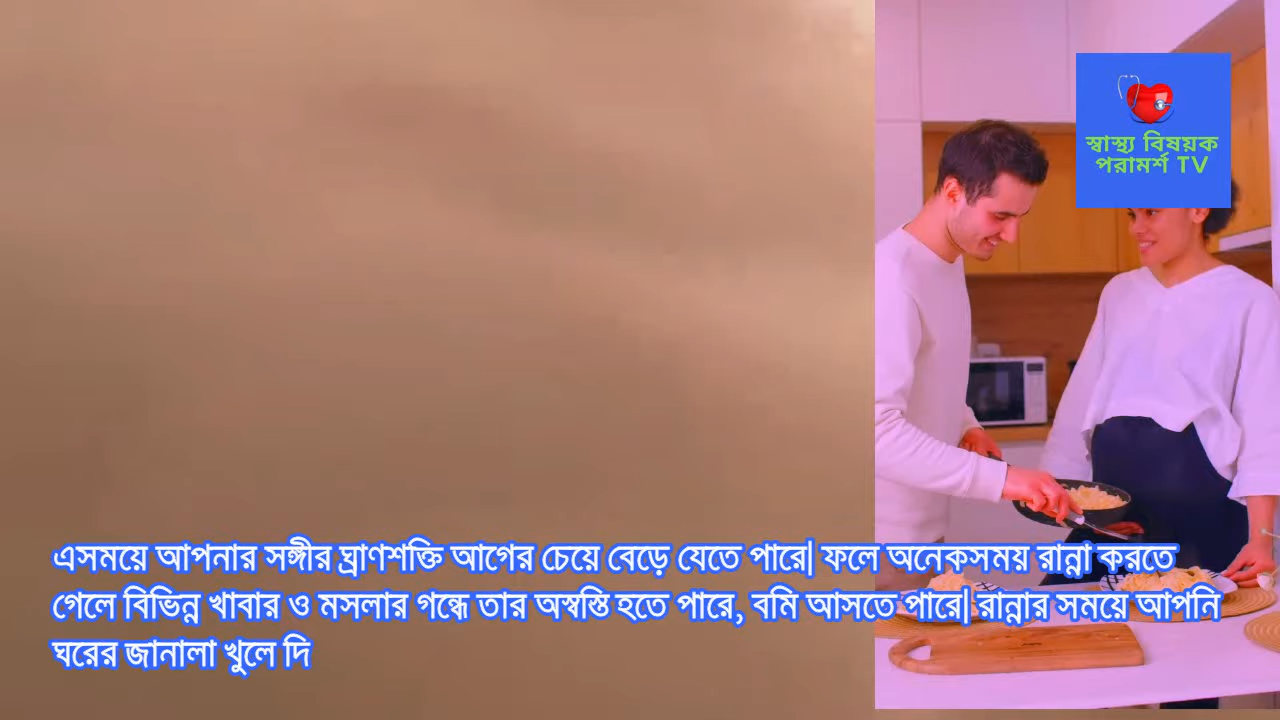 স্বাস্থ্য বিষয়ক
পরামর্শ TV
এসময়ে আপনার সঙ্গীর ঘ্রাণশক্তি আগের চেয়ে বেড়ে যেতে পারে| ফলে অনেকসময় রান্না করতে
গেলে বিভিন্ন খাবার ও মসলার গন্ধে তার অস্বস্তি হতে পারে, বমি আসতে পারে| রান্নার সময়ে আপনি
ঘরের জানালা খুলে দি